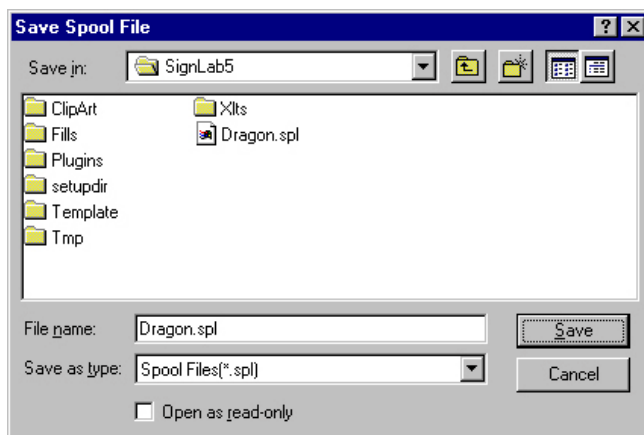 Save Spool File
Save in: SignLab5
ClipArt Xlts
Fills Dragon.spl
Plugins
setupdir
Template
Tmp
File name: Dragon.spl Save
Save as type: Spool Files(*.spl) Cancel
Open as read-only